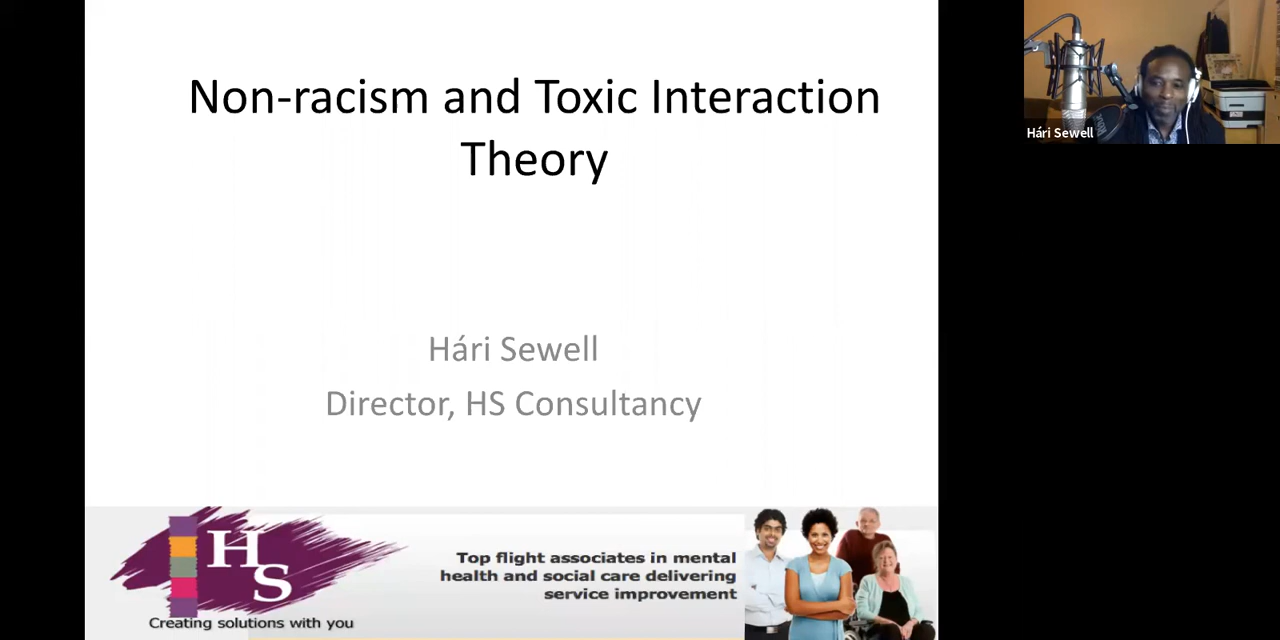 Non-racism and Toxic Interaction
Theory
Hári Sewell
Hári Sewell
Director, HS Consultancy
HS
Top flight associates in mental
health and social care delivering
service improvement
Creating solutions with you